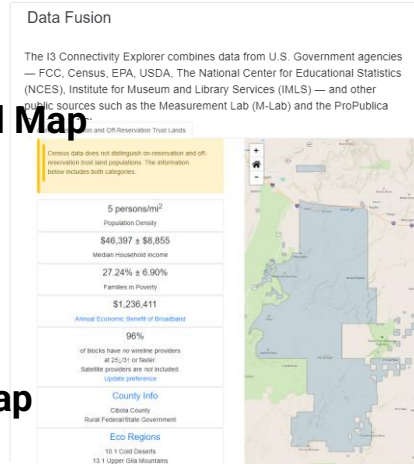 Data Fusion
The I3 Connectivity Explorer combines data from U.S. Government agencies
— FCC, Census, EPA, USDA, The National Center for Educational Statistics
(NCES), Institute for Museum and Library Services (IMLS) — and other
public sources such as the Measurement Lab (M-Lab) and the ProPublica
Map
and Off-Reservation Trust Lands
Census data does not distinguish on-reservation and off-
reservation trust land populations. The information
below includes both categories.
5 persons/mi²
Population Density
$46,397 ± $8,855
Median Household Income
27.24% ± 6.90%
Families in Poverty
$1,236,411
Annual Economic Benefit of Broadband
96%
of blocks have no wireline providers
at 25↓/3↑ or faster.
Satellite providers are not included.
Update preference
ap
County Info
Cibola County
Rural Federal/State Government
Eco Regions
10.1 Cold Deserts
13.1 Upper Gila Mountains